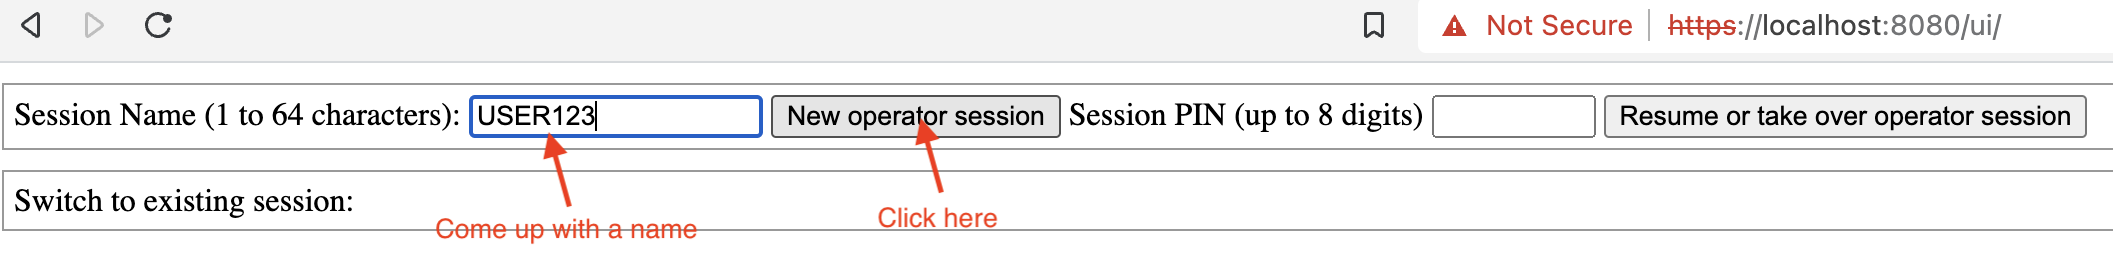 Not Secure https://localhost:8080/ui/
Session Name (1 to 64 characters): USER123 New operator session Session PIN (up to 8 digits) Resume or take over operator session
Switch to existing session:
Come up with a name
Click here